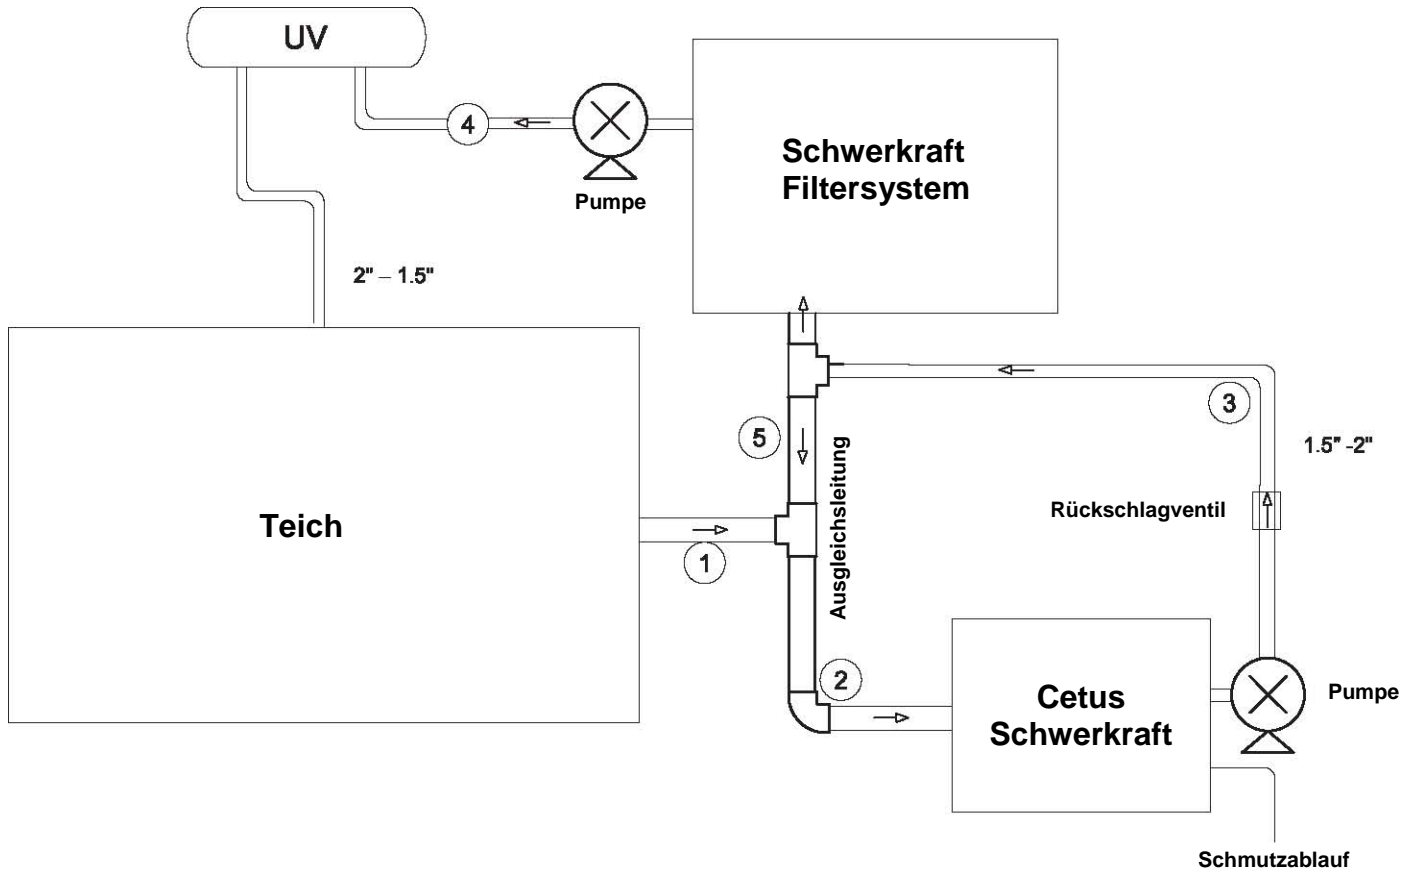 UV
4
Pumpe
Schwerkraft
Filtersystem
2" – 1.5"
3
5
1.5" -2"
Ausgleichsleitung
Rückschlagventil
Teich
1
2
Cetus
Schwerkraft
Pumpe
Schmutzablauf